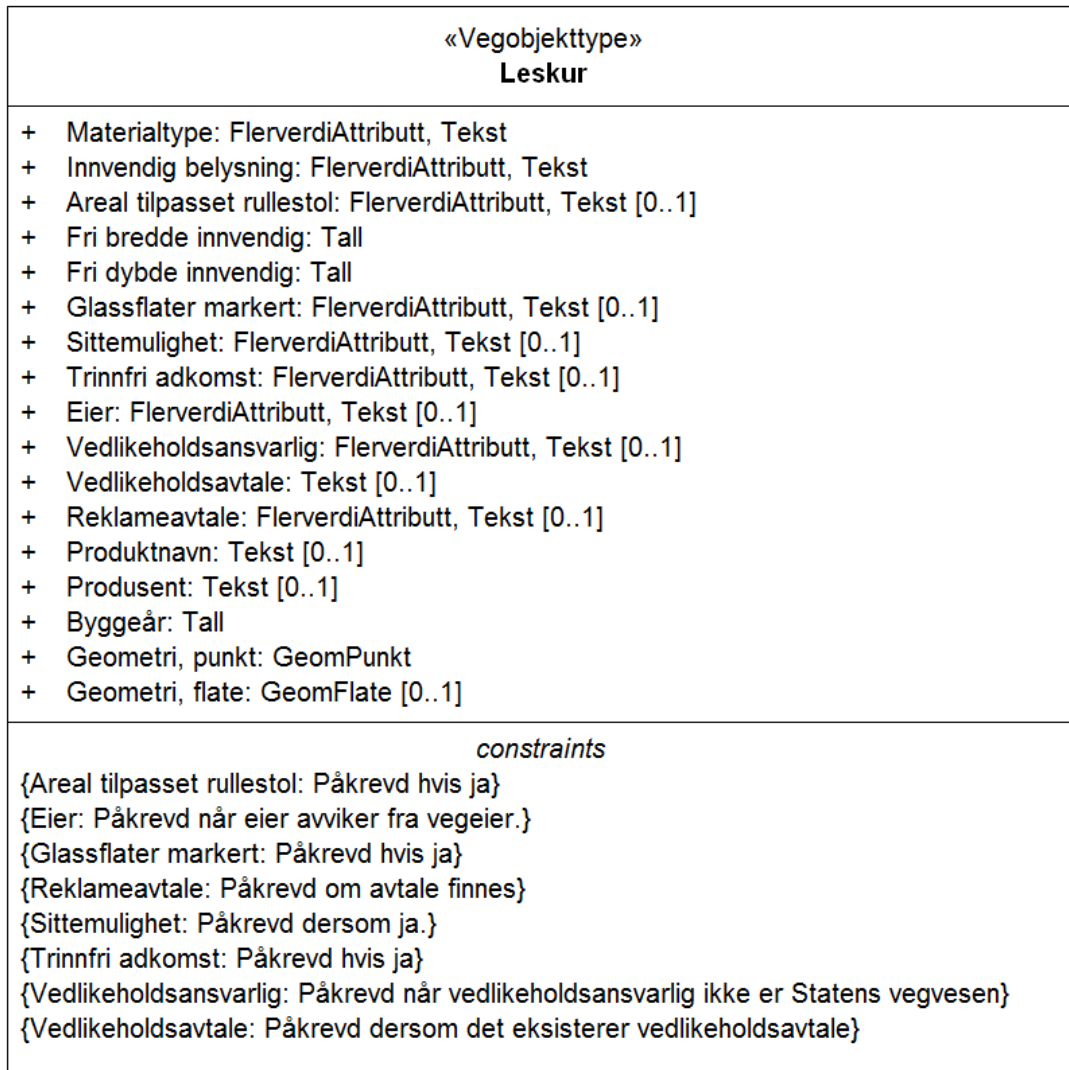 «Vegobjekttype»
Leskur
+ Materialtype: FlerverdiAttributt, Tekst
+ Innvendig belysning: FlerverdiAttributt, Tekst
+ Areal tilpasset rullestol: FlerverdiAttributt, Tekst [0..1]
+ Fri bredde innvendig: Tall
+ Fri dybde innvendig: Tall
+ Glassflater markert: FlerverdiAttributt, Tekst [0..1]
+ Sittemulighet: FlerverdiAttributt, Tekst [0..1]
+ Trinnfri adkomst: FlerverdiAttributt, Tekst [0..1]
+ Eier: FlerverdiAttributt, Tekst [0..1]
+ Vedlikeholdsansvarlig: FlerverdiAttributt, Tekst [0..1]
+ Vedlikeholdsavtale: Tekst [0..1]
+ Reklameavtale: FlerverdiAttributt, Tekst [0..1]
+ Produktnavn: Tekst [0..1]
+ Produsent: Tekst [0..1]
+ Byggeår: Tall
+ Geometri, punkt: GeomPunkt
+ Geometri, flate: GeomFlate [0..1]
constraints
{Areal tilpasset rullestol: Påkrevd hvis ja}
{Eier: Påkrevd når eier avviker fra vegeier.}
{Glassflater markert: Påkrevd hvis ja}
{Reklameavtale: Påkrevd om avtale finnes}
{Sittemulighet: Påkrevd dersom ja.}
{Trinnfri adkomst: Påkrevd hvis ja}
{Vedlikeholdsansvarlig: Påkrevd når vedlikeholdsansvarlig ikke er Statens vegvesen}
{Vedlikeholdsavtale: Påkrevd dersom det eksisterer vedlikeholdsavtale}